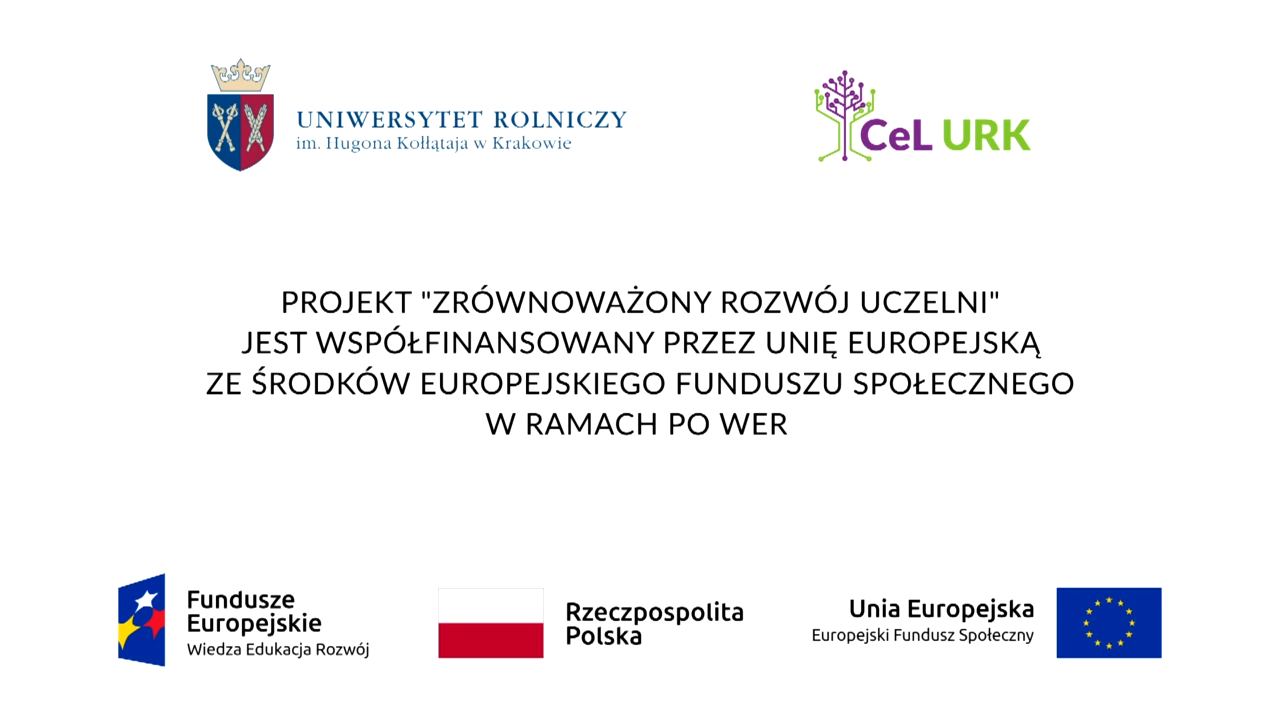 UNIWERSYTET ROLNICZY
im. Hugona Kołłątaja w Krakowie
CeL URK
PROJEKT "ZRÓWNOWAŻONY ROZWÓJ UCZELNI"
JEST WSPÓŁFINANSOWANY PRZEZ UNIĘ EUROPEJSKĄ
ZE ŚRODKÓW EUROPEJSKIEGO FUNDUSZU SPOŁECZNEGO
W RAMACH PO WER
Fundusze
Europejskie
Wiedza Edukacja Rozwój
Rzeczpospolita
Polska
Unia Europejska
Europejski Fundusz Społeczny